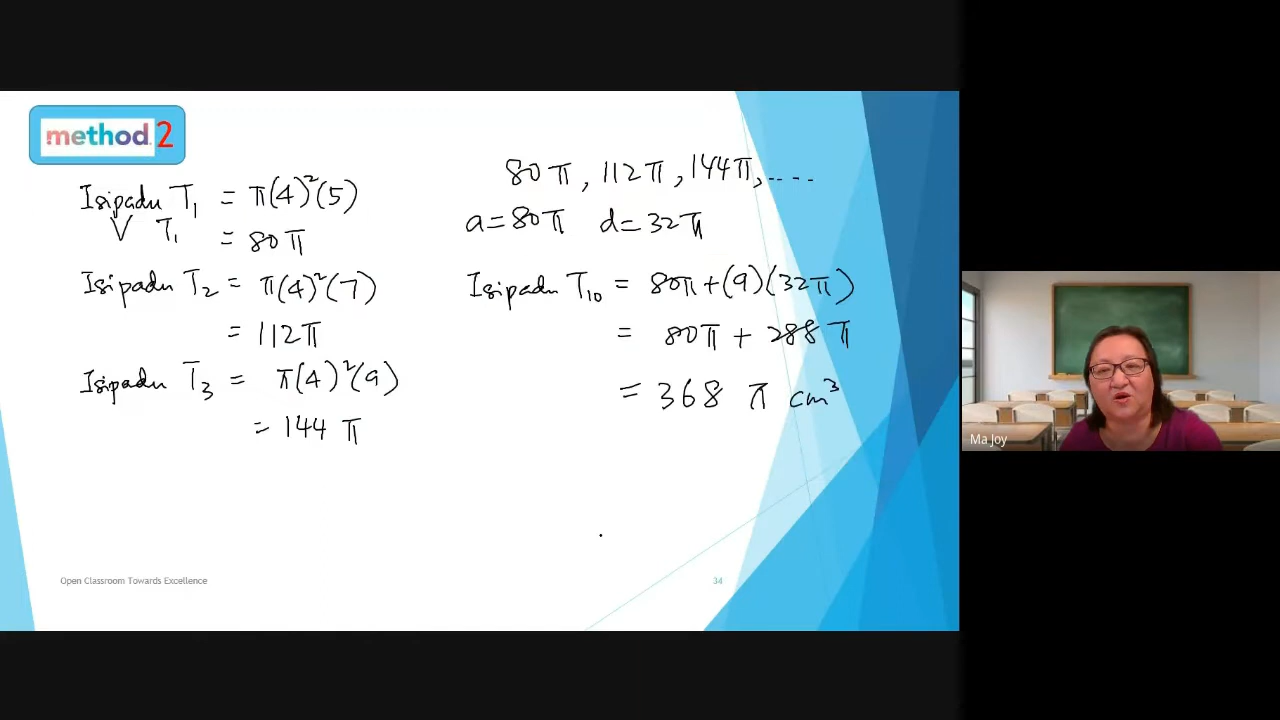 method 2
Isipadu T₁ = π(4)²(5)
V T₁ = 80π
Isipadu T₂ = π(4)²(7)
= 112π
Isipadu T₃ = π(4)²(9)
= 144 π
80π, 112π, 144π, ....
a = 80π d = 32π
Isipadu T₁₀ = 80π + (9)(32π)
= 80π + 288 π
= 368 π cm³
Open Classroom Towards Excellence
34
Ma Joy